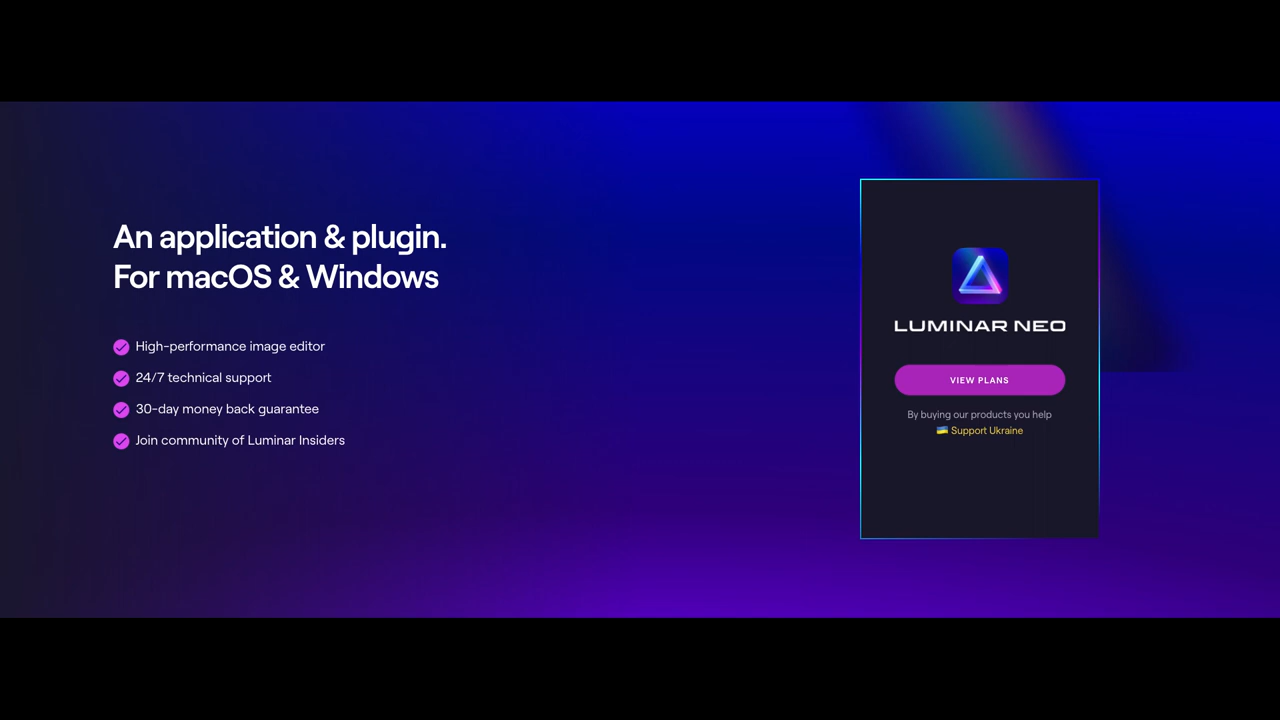 An application & plugin.
For macOS & Windows
High-performance image editor
24/7 technical support
30-day money back guarantee
Join community of Luminar Insiders
LUMINAR NEO
VIEW PLANS
By buying our products you help
Support Ukraine